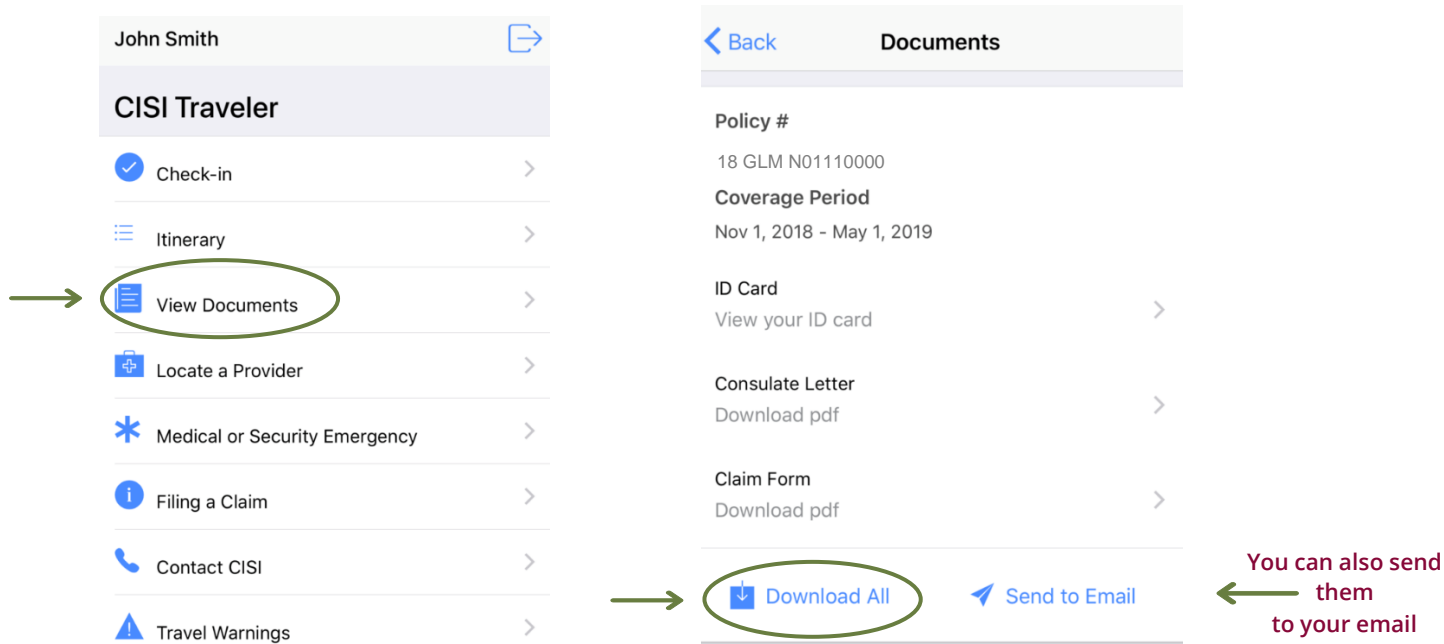 John Smith
CISI Traveler
Check-in
Itinerary
View Documents
Locate a Provider
Medical or Security Emergency
Filing a Claim
Contact CISI
Travel Warnings
Back
Documents
Policy #
18 GLM N01110000
Coverage Period
Nov 1, 2018 - May 1, 2019
ID Card
View your ID card
Consulate Letter
Download pdf
Claim Form
Download pdf
Download All
Send to Email
You can also send
them
to your email